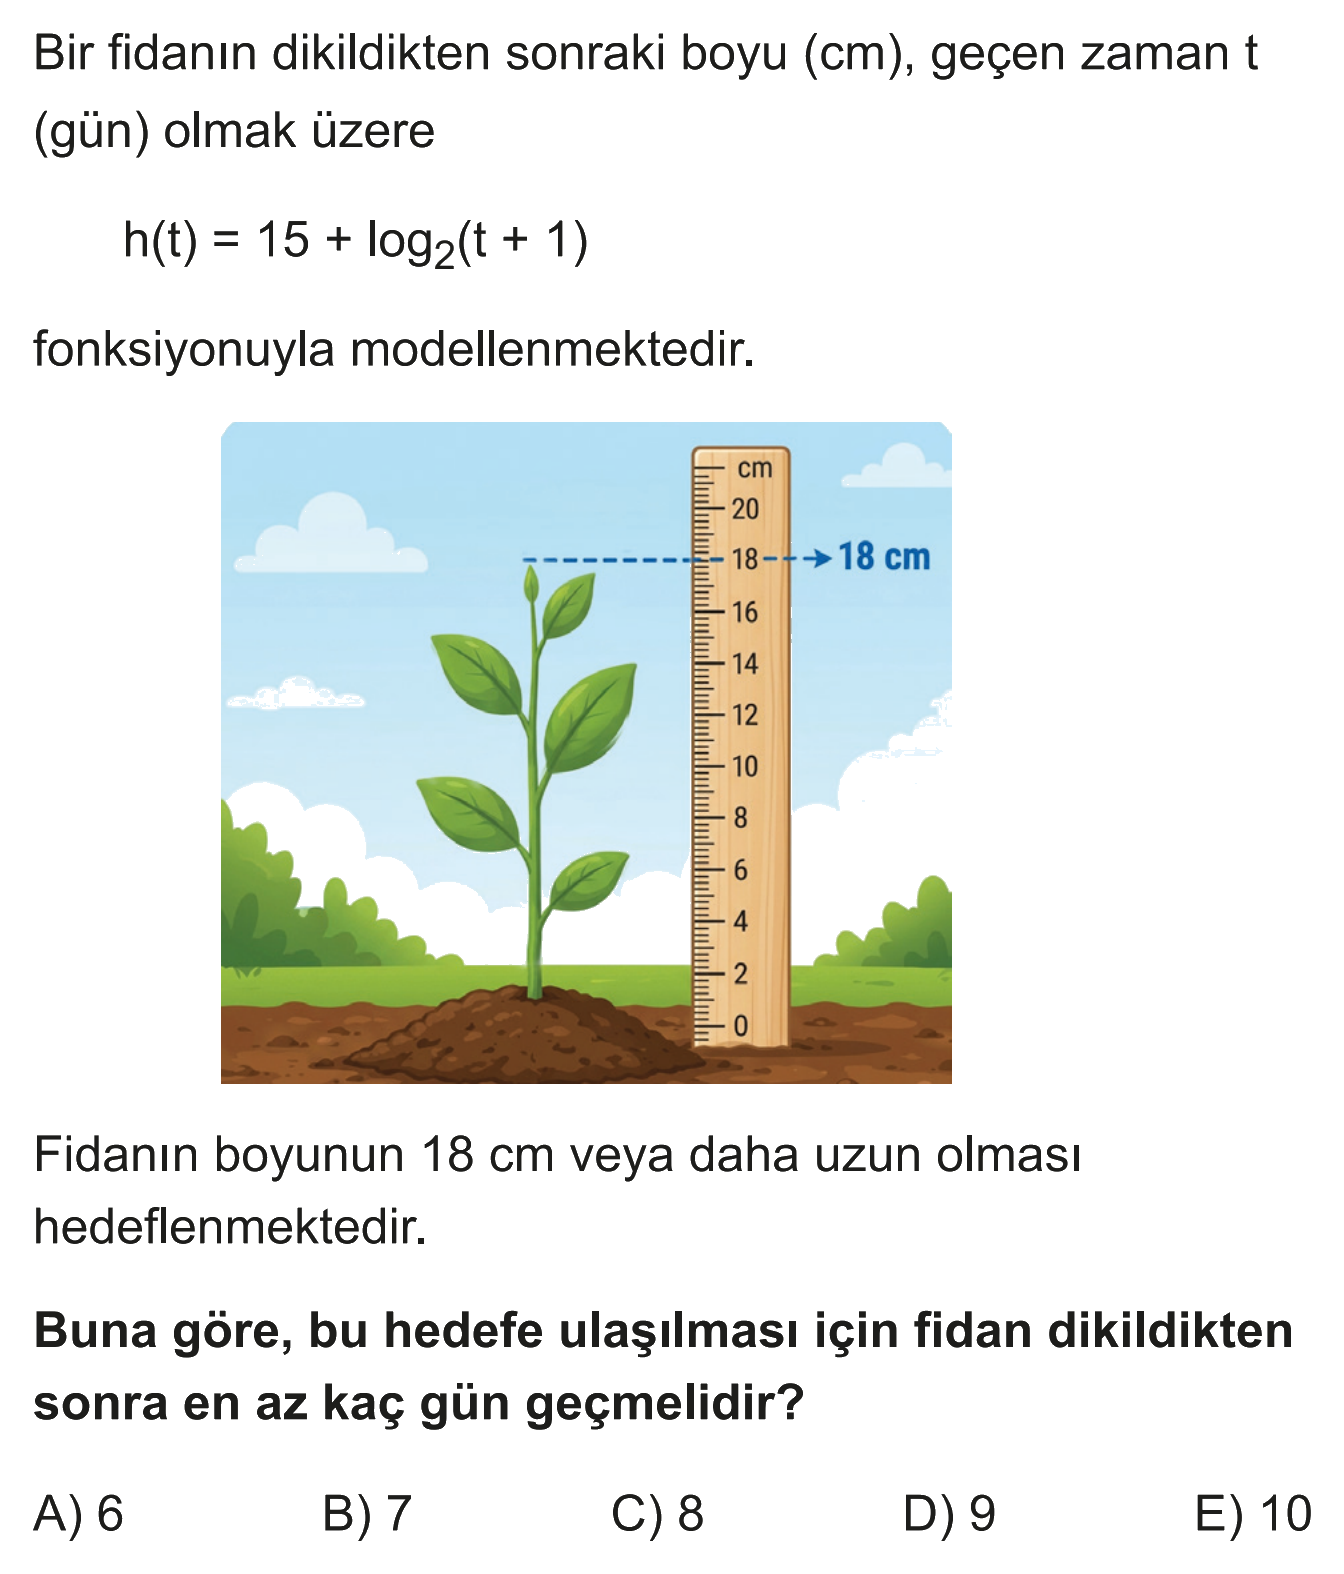 Bir fidanın dikildikten sonraki boyu (cm), geçen zaman t
(gün) olmak üzere
h(t) = 15 + log₂(t + 1)
fonksiyonuyla modellenmektedir.
cm
20
18 18 cm
16
14
12
10
8
6
4
2
0
Fidanın boyunun 18 cm veya daha uzun olması
hedeflenmektedir.
Buna göre, bu hedefe ulaşılması için fidan dikildikten
sonra en az kaç gün geçmelidir?
A) 6 B) 7 C) 8 D) 9 E) 10